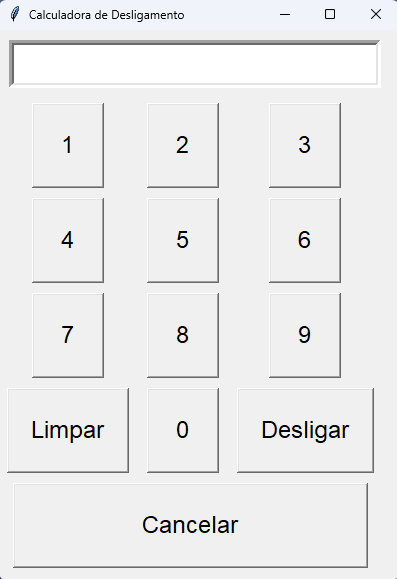 Calculadora de Desligamento
1 2 3
4 5 6
7 8 9
Limpar 0 Desligar
Cancelar